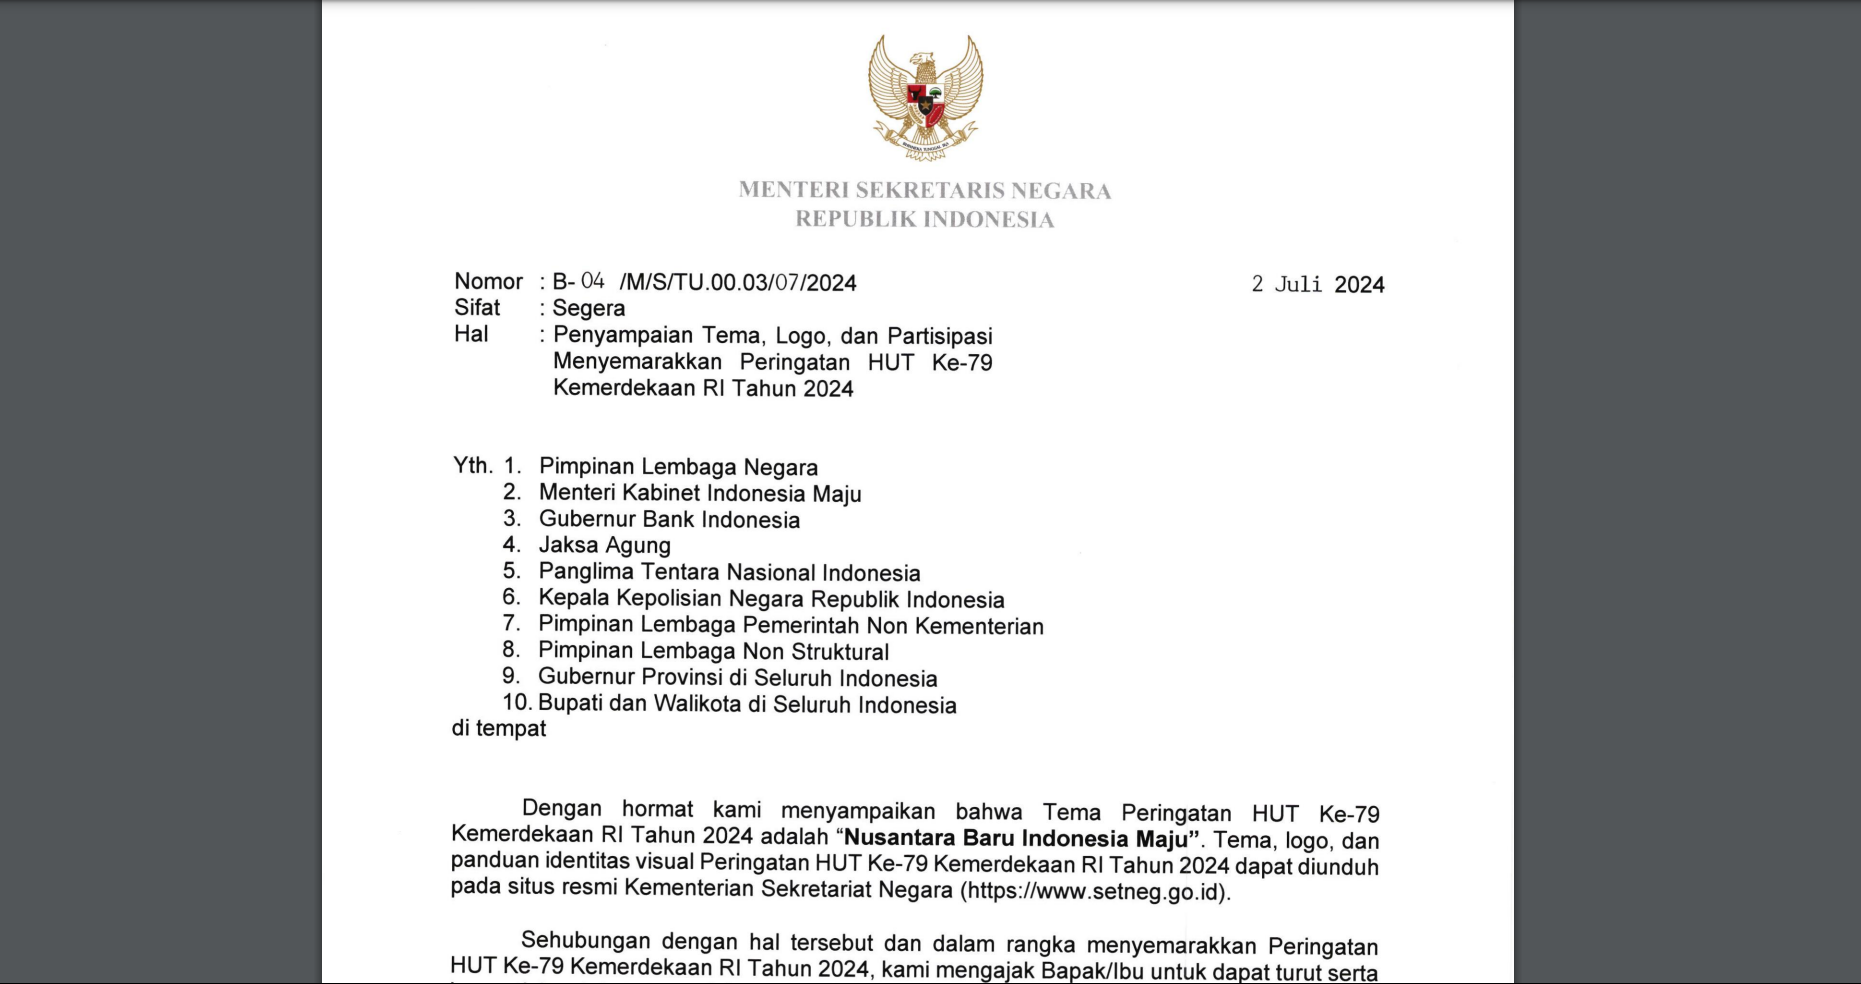 MENTERI SEKRETARIS NEGARA
REPUBLIK INDONESIA
Nomor : B- 04 /M/S/TU.00.03/07/2024
2 Juli 2024
Sifat : Segera
Hal : Penyampaian Tema, Logo, dan Partisipasi
Menyemarakkan Peringatan HUT Ke-79
Kemerdekaan RI Tahun 2024
Yth. 1. Pimpinan Lembaga Negara
2. Menteri Kabinet Indonesia Maju
3. Gubernur Bank Indonesia
4. Jaksa Agung
5. Panglima Tentara Nasional Indonesia
6. Kepala Kepolisian Negara Republik Indonesia
7. Pimpinan Lembaga Pemerintah Non Kementerian
8. Pimpinan Lembaga Non Struktural
9. Gubernur Provinsi di Seluruh Indonesia
10. Bupati dan Walikota di Seluruh Indonesia
di tempat
Dengan hormat kami menyampaikan bahwa Tema Peringatan HUT Ke-79
Kemerdekaan RI Tahun 2024 adalah “Nusantara Baru Indonesia Maju”. Tema, logo, dan
panduan identitas visual Peringatan HUT Ke-79 Kemerdekaan RI Tahun 2024 dapat diunduh
pada situs resmi Kementerian Sekretariat Negara (https://www.setneg.go.id).
Sehubungan dengan hal tersebut dan dalam rangka menyemarakkan Peringatan
HUT Ke-79 Kemerdekaan RI Tahun 2024, kami mengajak Bapak/Ibu untuk dapat turut serta